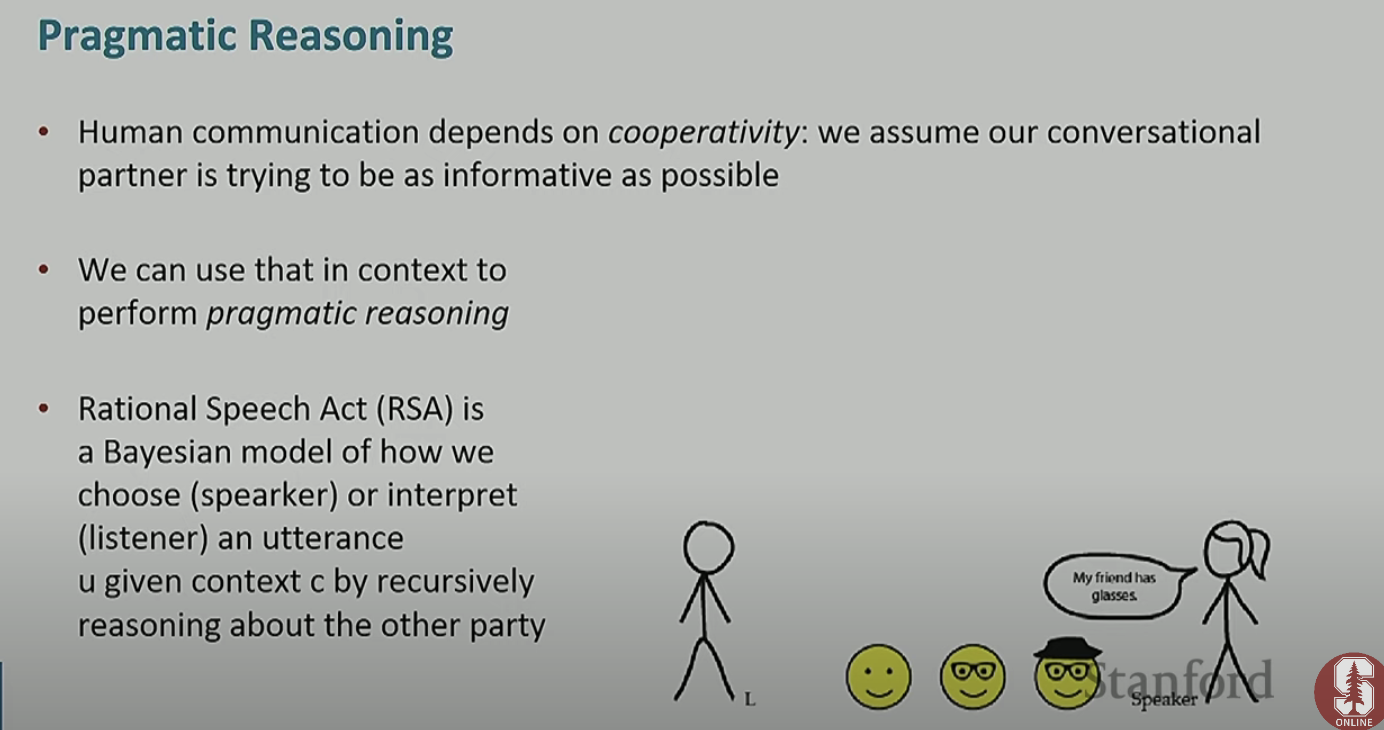 Pragmatic Reasoning
• Human communication depends on cooperativity: we assume our conversational
partner is trying to be as informative as possible
• We can use that in context to
perform pragmatic reasoning
• Rational Speech Act (RSA) is
a Bayesian model of how we
choose (spearker) or interpret
(listener) an utterance
u given context c by recursively
reasoning about the other party
My friend has
glasses.
L
Speaker
Stanford
S
ONLINE